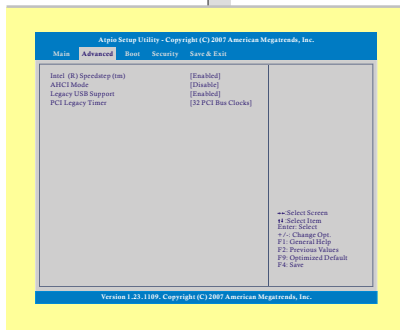 Atpio Setup Utility - Copyright (C) 2007 American Megatrends, Inc.
Main Advanced Boot Security Save & Exit
Intel (R) Speedstep (tm) [Enabled]
AHCI Mode [Disable]
Legacy USB Support [Enabled]
PCI Legacy Timer [32 PCI Bus Clocks]
↔:Select Screen
↑↓:Select Item
Enter: Select
+/-: Change Opt.
F1: General Help
F2: Previous Values
F9: Optimized Default
F4: Save
Version 1.23.1109. Copyright (C) 2007 American Megatrends, Inc.